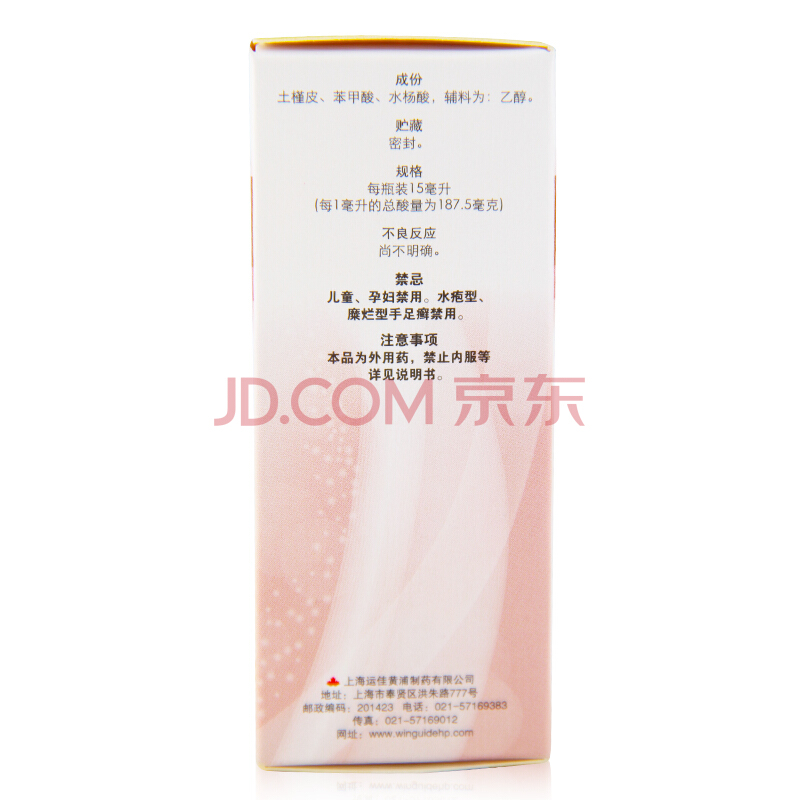 成份
土槿皮、苯甲酸、水杨酸，辅料为：乙醇。
贮藏
密封。
规格
每瓶装15毫升
(每1毫升的总酸量为187.5毫克)
不良反应
尚不明确。
禁忌
儿童、孕妇禁用。水疱型、
糜烂型手足癣禁用。
注意事项
本品为外用药，禁止内服等
详见说明书。
JD.COM 京东
上海运佳黄浦制药有限公司
地址：上海市奉贤区洪朱路777号
邮政编码：201423 电话：021-57169383
传真：021-57169012
网址：www.winguidehp.com